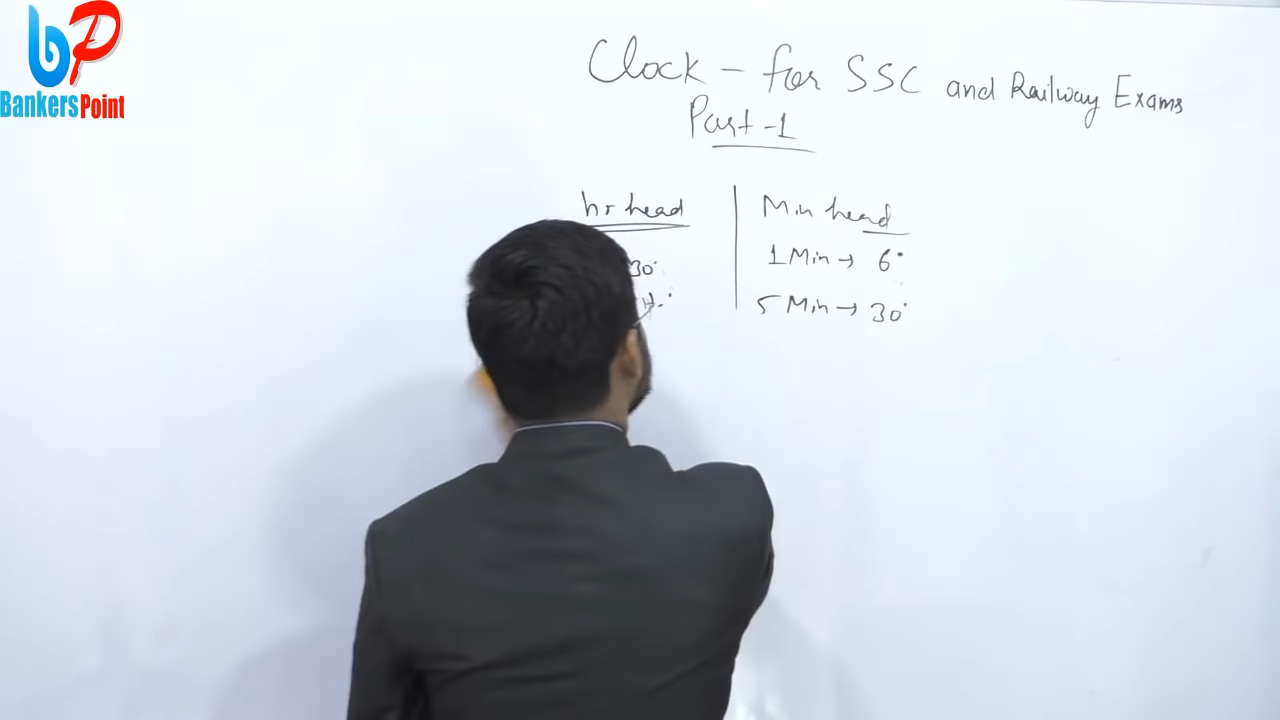 bp
BankersPoint
Clock - for SSC and Railway Exams
Part-1
hr head
Min head
30°
1 Min → 6°
5 Min → 30°